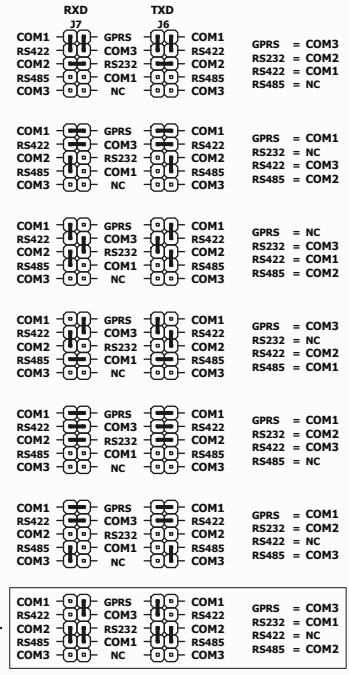 RXD TXD
J7 J6
COM1 GPRS COM1
RS422 COM3 RS422 GPRS = COM3
COM2 RS232 COM2 RS232 = COM2
RS485 COM1 RS485 RS422 = COM1
COM3 NC COM3 RS485 = NC
COM1 GPRS COM1 GPRS = COM1
RS422 COM3 RS422 RS232 = NC
COM2 RS232 COM2 RS422 = COM3
RS485 COM1 RS485 RS485 = COM2
COM3 NC COM3
COM1 GPRS COM1 GPRS = NC
RS422 COM3 RS422 RS232 = COM3
COM2 RS232 COM2 RS422 = COM1
RS485 COM1 RS485 RS485 = COM2
COM3 NC COM3
COM1 GPRS COM1 GPRS = COM3
RS422 COM3 RS422 RS232 = NC
COM2 RS232 COM2 RS422 = COM2
RS485 COM1 RS485 RS485 = COM1
COM3 NC COM3
COM1 GPRS COM1 GPRS = COM1
RS422 COM3 RS422 RS232 = COM2
COM2 RS232 COM2 RS422 = COM3
RS485 COM1 RS485 RS485 = NC
COM3 NC COM3
COM1 GPRS COM1 GPRS = COM1
RS422 COM3 RS422 RS232 = COM2
COM2 RS232 COM2 RS422 = NC
RS485 COM1 RS485 RS485 = COM3
COM3 NC COM3
COM1 GPRS COM1 GPRS = COM3
RS422 COM3 RS422 RS232 = COM1
COM2 RS232 COM2 RS422 = NC
RS485 COM1 RS485 RS485 = COM2
COM3 NC COM3